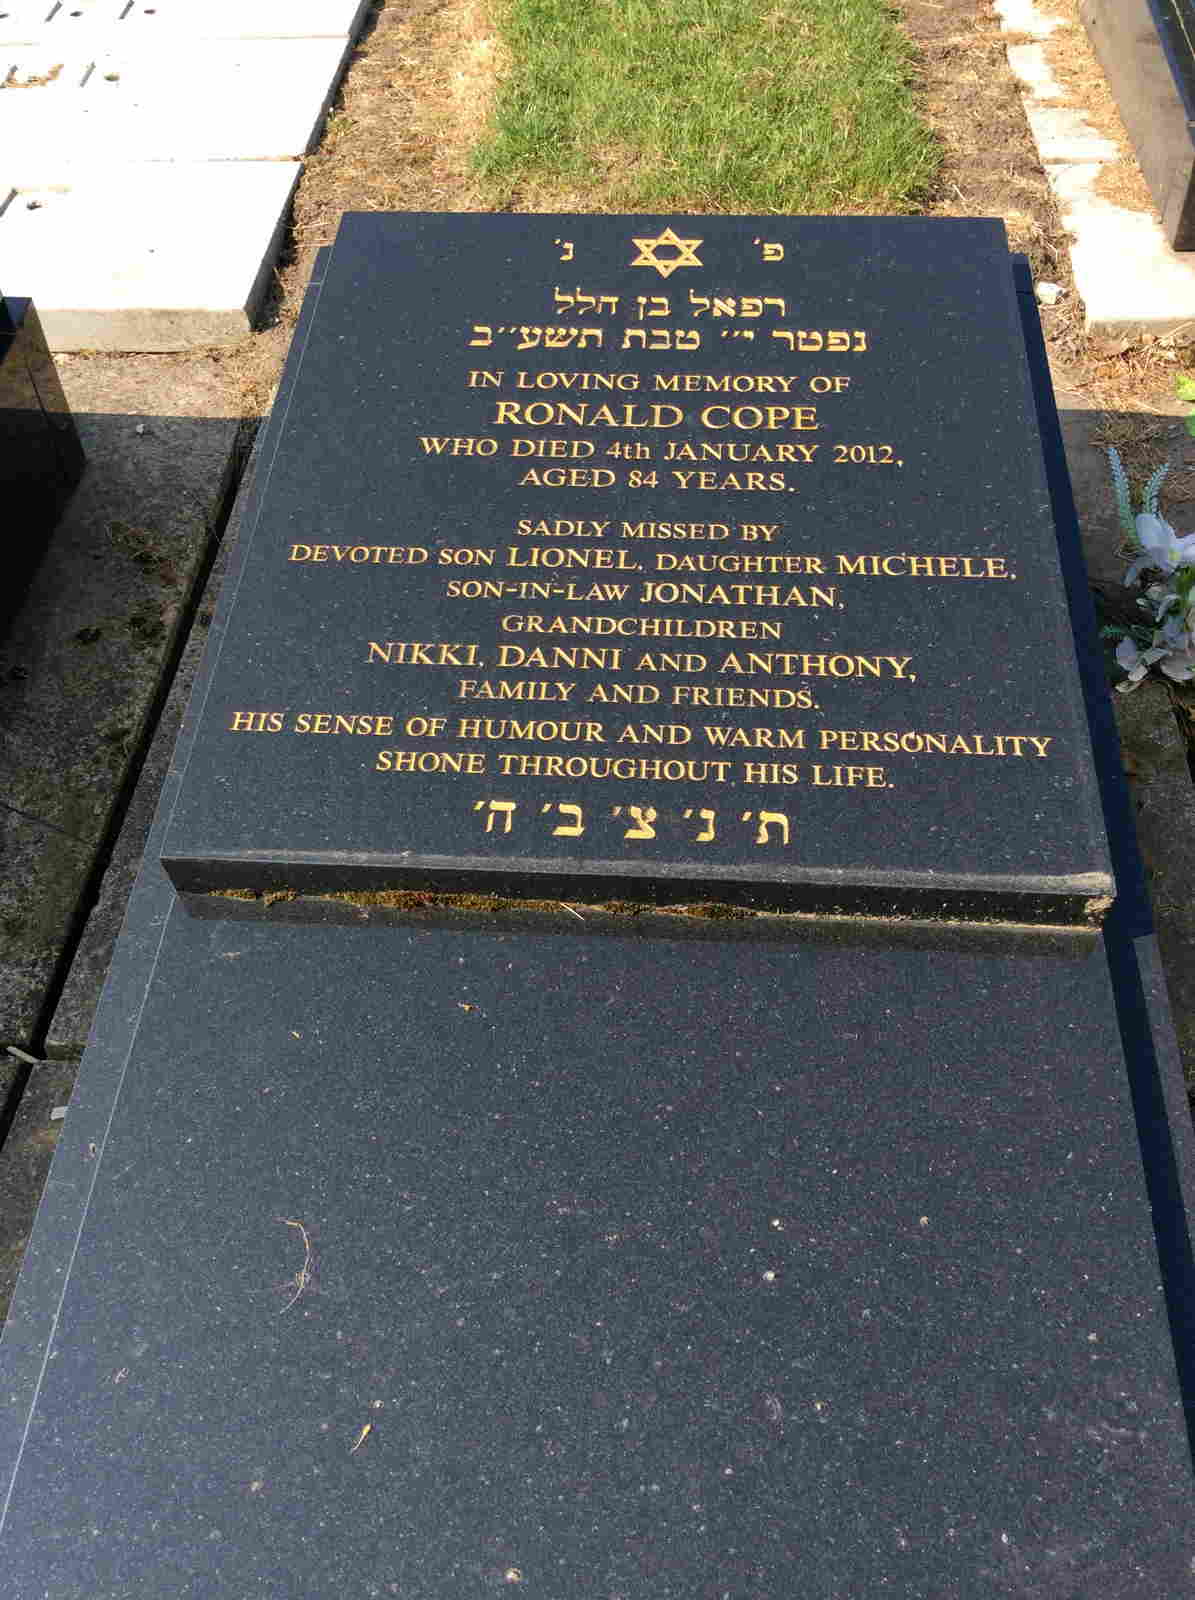 פ׳ נ׳
רפאל בן הלל
נפטר י״ טבת תשע״ב
IN LOVING MEMORY OF
RONALD COPE
WHO DIED 4th JANUARY 2012,
AGED 84 YEARS.
SADLY MISSED BY
DEVOTED SON LIONEL, DAUGHTER MICHELE,
SON-IN-LAW JONATHAN,
GRANDCHILDREN
NIKKI, DANNI AND ANTHONY,
FAMILY AND FRIENDS.
HIS SENSE OF HUMOUR AND WARM PERSONALITY
SHONE THROUGHOUT HIS LIFE.
ת׳ נ׳ צ׳ ב׳ ה׳